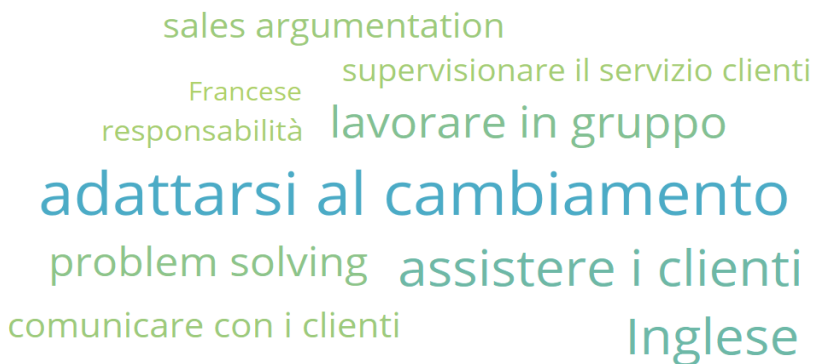 sales argumentation
supervisionare il servizio clienti
Francese
responsabilità
lavorare in gruppo
adattarsi al cambiamento
problem solving
assistere i clienti
comunicare con i clienti
Inglese